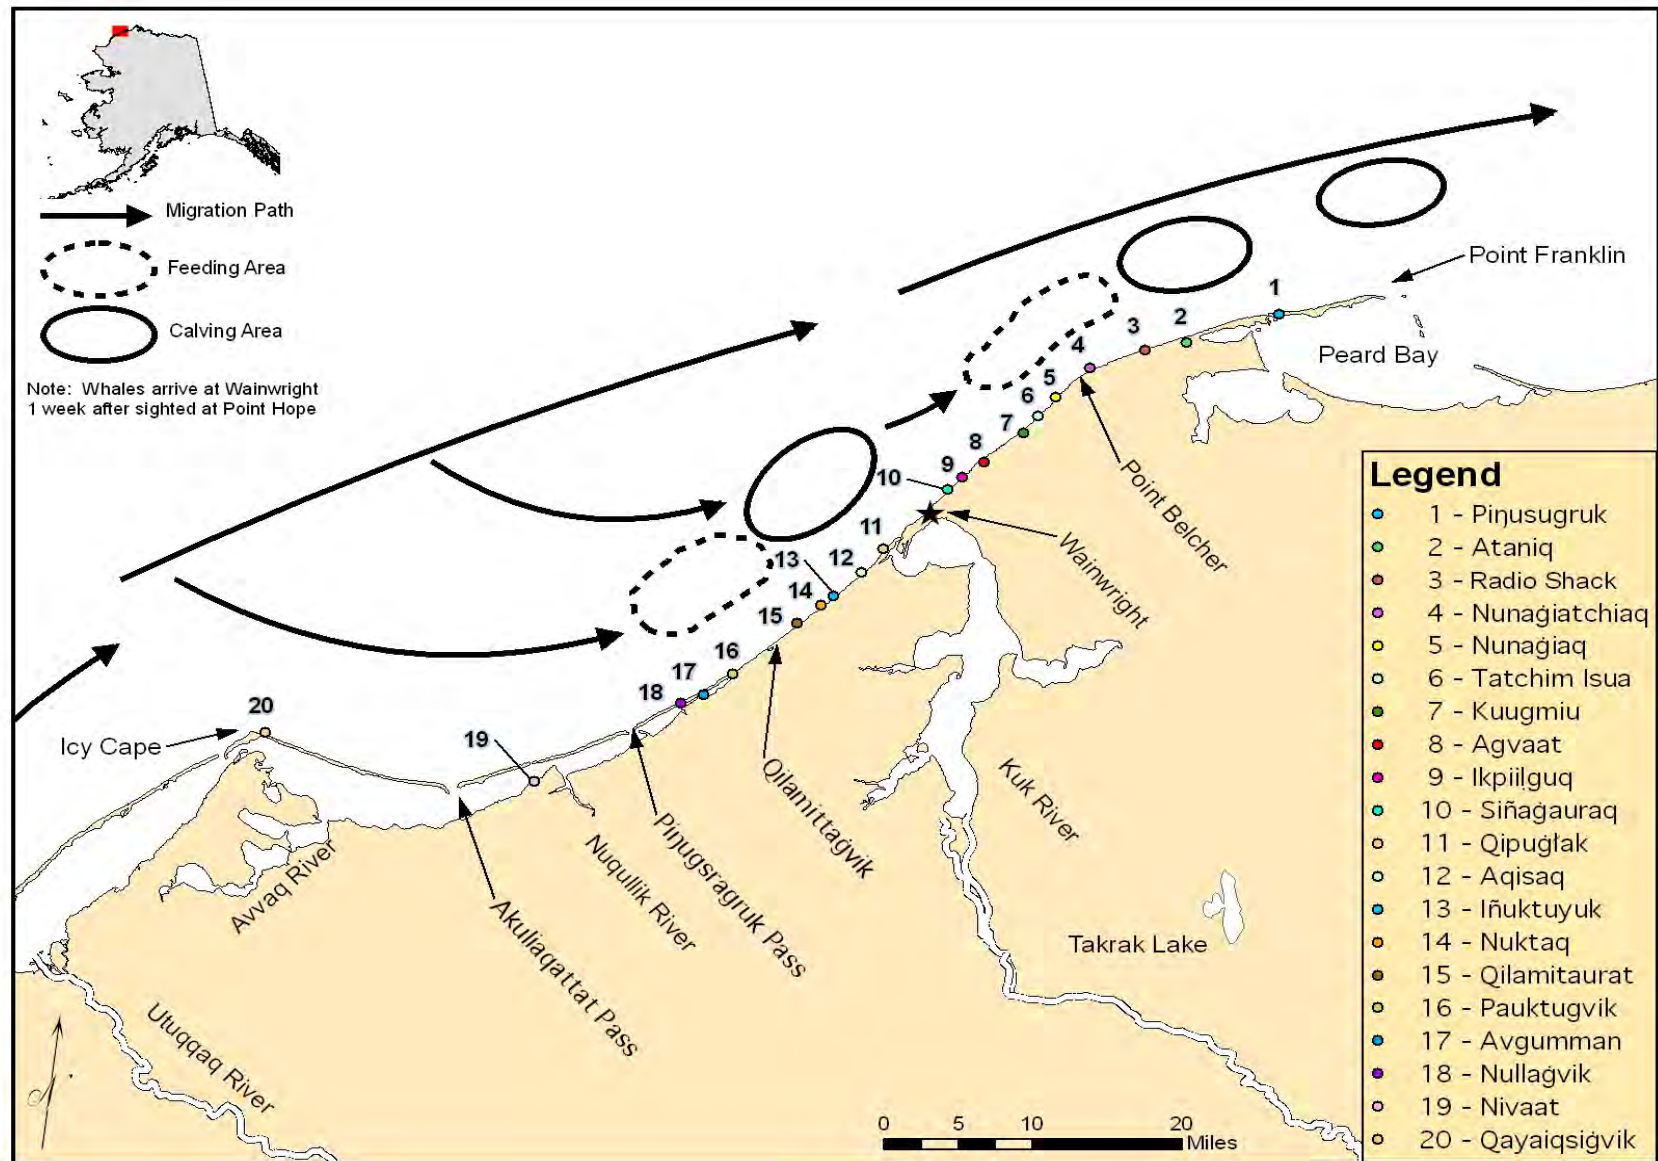 Migration Path
Feeding Area
Calving Area
Note: Whales arrive at Wainwright
1 week after sighted at Point Hope
Point Franklin
1
2
3
Peard Bay
4
5
6
7
8
9
10
Point Belcher
11
Wainwright
13
12
14
15
16
17
18
20
Icy Cape
19
Qilamittaġvik
Kuk River
Piŋugsragruk Pass
Nuqullik River
Avvaq River
Akuliaqattat Pass
Takrak Lake
Utuqqaq River
0 5 10 20
Miles
Legend
1 - Piŋusugruk
2 - Ataniq
3 - Radio Shack
4 - Nunaġiatchiaq
5 - Nunaġiaq
6 - Tatchim Isua
7 - Kuugmiu
8 - Agvaat
9 - Ikpiiḷguq
10 - Siñaġauraq
11 - Qipuġłak
12 - Aqisaq
13 - Iñuktuyuk
14 - Nuktaq
15 - Qilamitaurat
16 - Pauktugvik
17 - Avgumman
18 - Nullaġvik
19 - Nivaat
20 - Qayaiqsiġvik